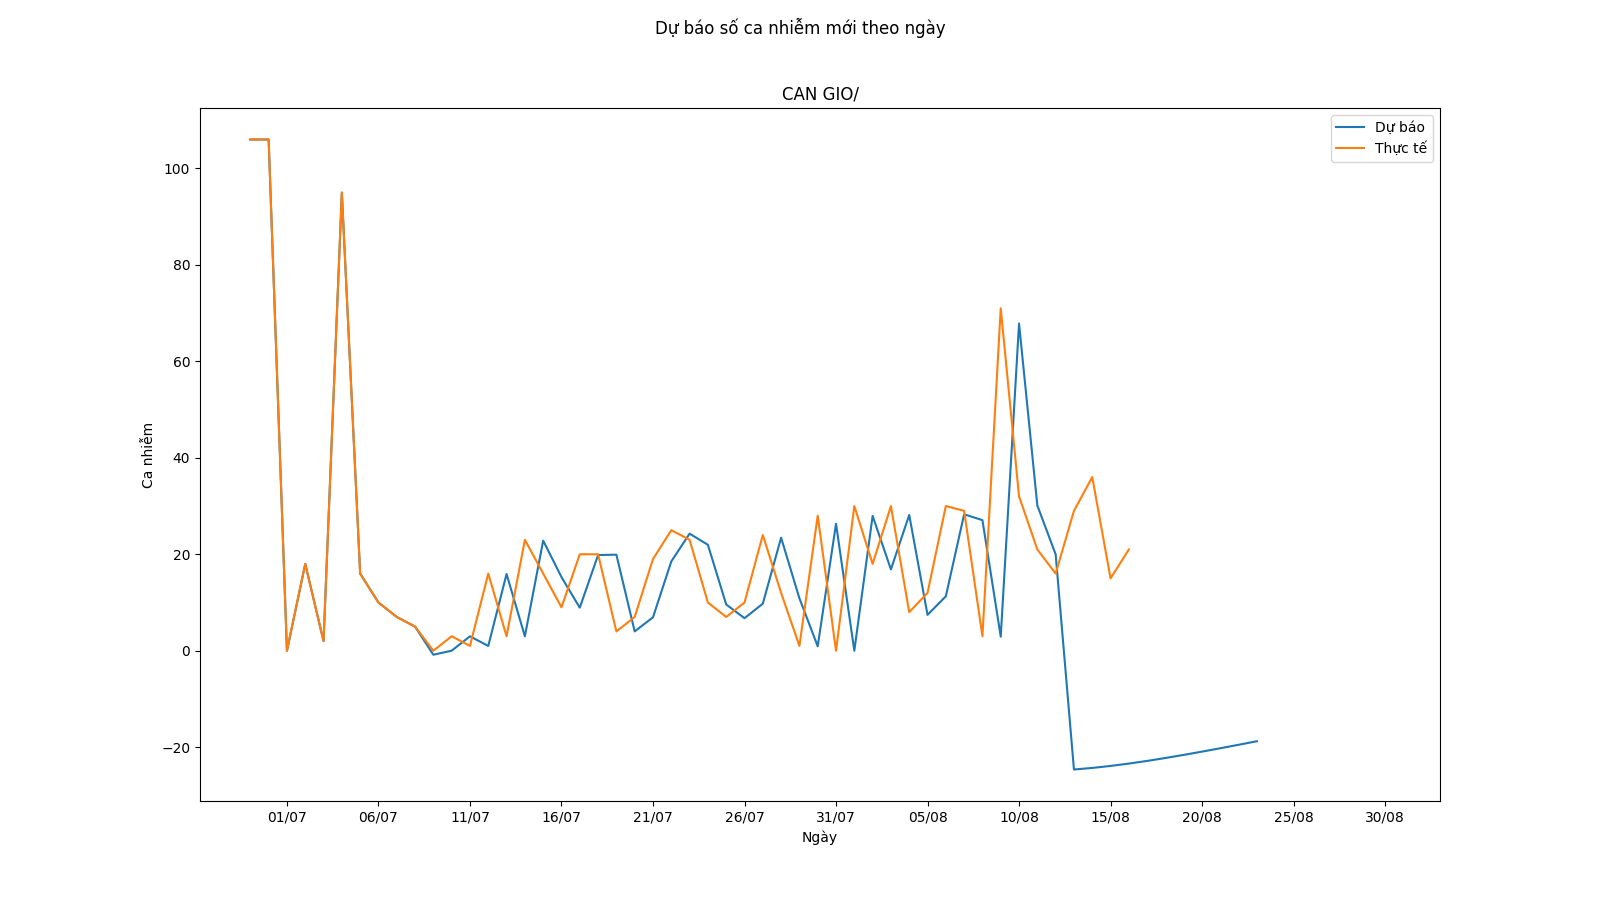 Dự báo số ca nhiễm mới theo ngày
CAN GIO/
Dự báo
Thực tế
100
80
60
40
20
0
−20
Ca nhiễm
01/07 06/07 11/07 16/07 21/07 26/07 31/07 05/08 10/08 15/08 20/08 25/08 30/08
Ngày